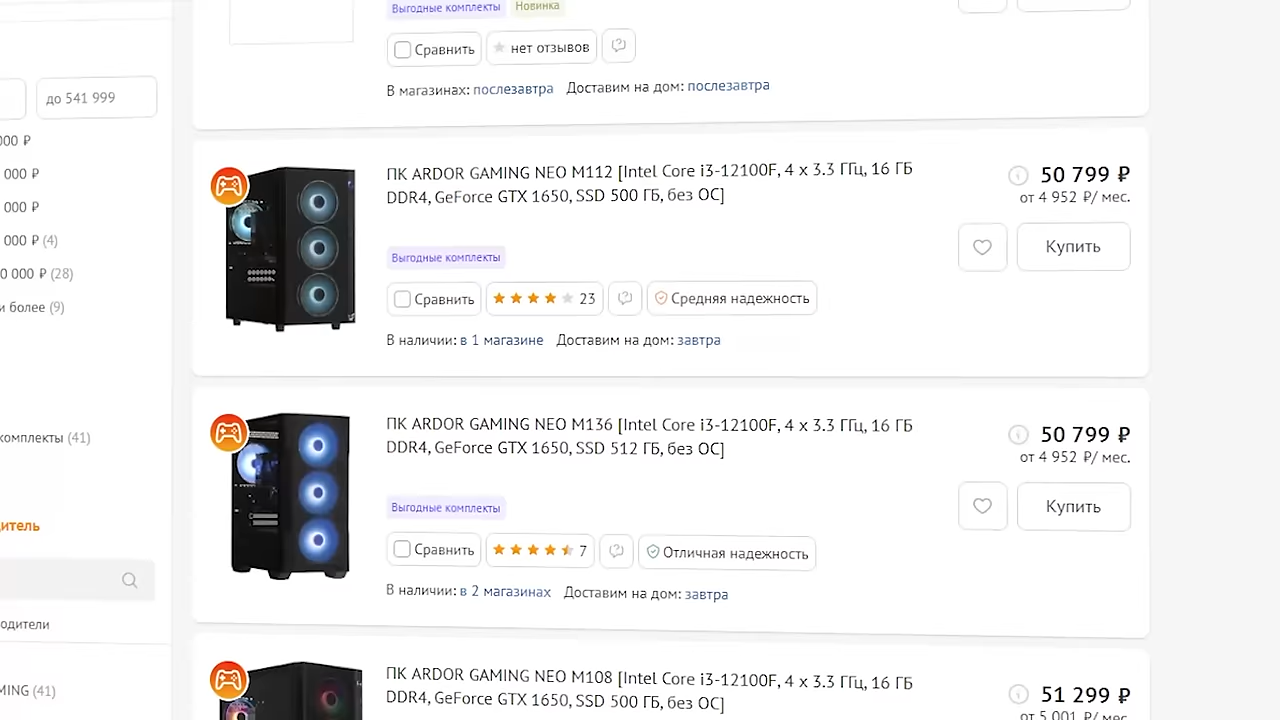 Выгодные комплекты Новинка
Сравнить нет отзывов
до 541 999
В магазинах: послезавтра Доставим на дом: послезавтра
000 ₽
000 ₽
000 ₽
000 ₽ (4)
0 000 ₽ (28)
и более (9)
ПК ARDOR GAMING NEO M112 [Intel Core i3-12100F, 4 x 3.3 ГГц, 16 ГБ
DDR4, GeForce GTX 1650, SSD 500 ГБ, без ОС]
50 799 ₽
от 4 952 ₽/ мес.
Выгодные комплекты
Купить
Сравнить 23 Средняя надежность
В наличии: в 1 магазине Доставим на дом: завтра
комплекты (41)
ПК ARDOR GAMING NEO M136 [Intel Core i3-12100F, 4 x 3.3 ГГц, 16 ГБ
DDR4, GeForce GTX 1650, SSD 512 ГБ, без ОС]
50 799 ₽
от 4 952 ₽/ мес.
Выгодные комплекты
Купить
дитель
Сравнить 7 Отличная надежность
В наличии: в 2 магазинах Доставим на дом: завтра
одители
MING (41)
ПК ARDOR GAMING NEO M108 [Intel Core i3-12100F, 4 x 3.3 ГГц, 16 ГБ
DDR4, GeForce GTX 1650, SSD 500 ГБ, без ОС]
51 299 ₽
от 5 001 ₽/ мес.